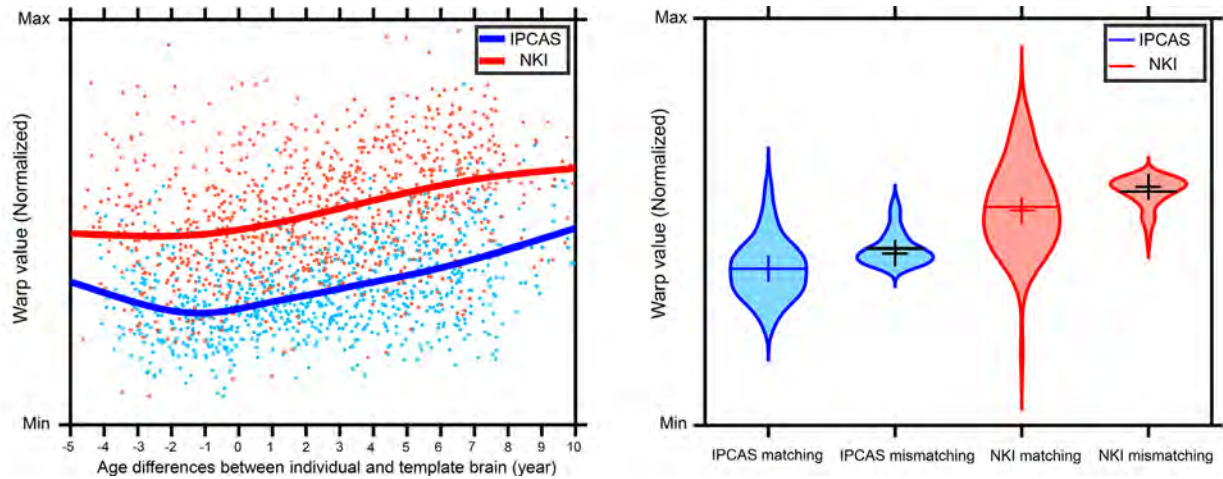 Max
IPCAS
NKI
Warp value (Normalized)
Min
-5 -4 -3 -2 -1 0 1 2 3 4 5 6 7 8 9 10
Age differences between individual and template brain (year)
Max
IPCAS
NKI
Warp value (Normalized)
Min
IPCAS matching IPCAS mismatching NKI matching NKI mismatching